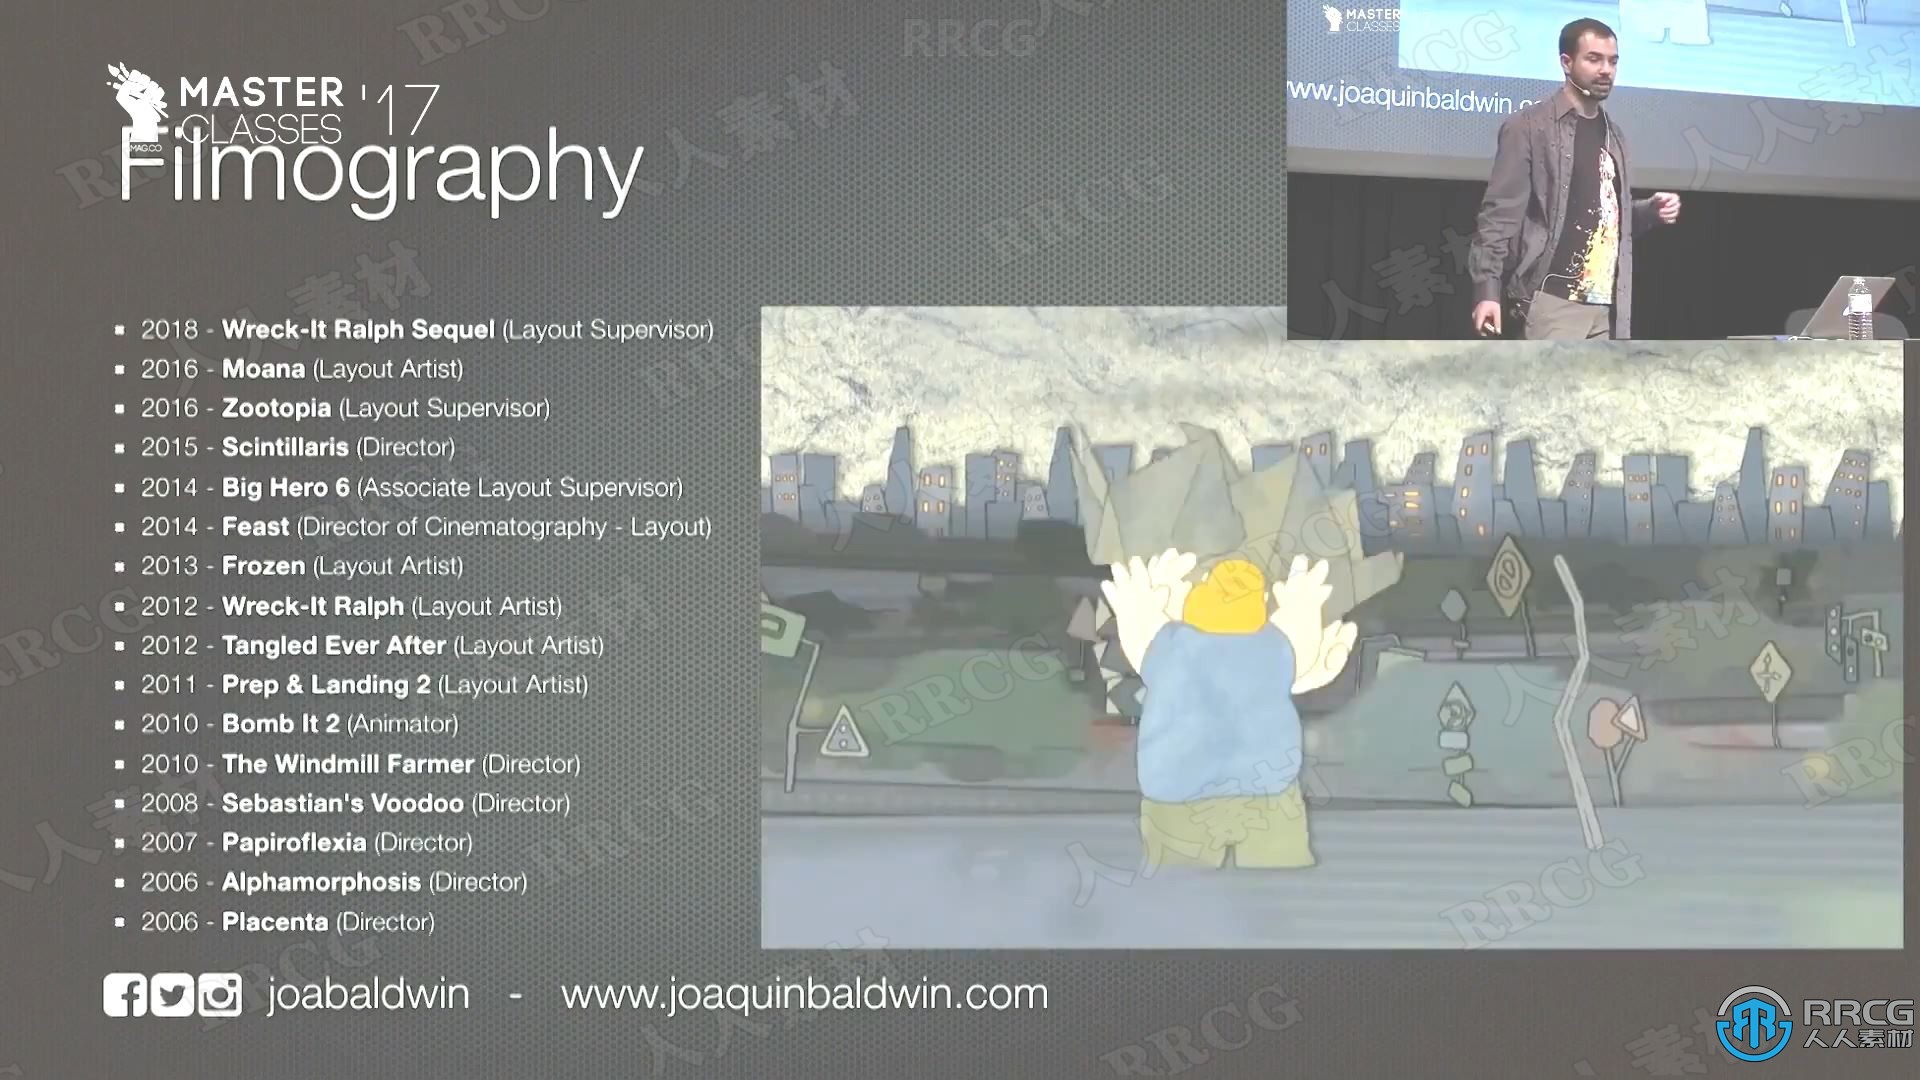 MASTER
CLASSES
'17
MAG.CO
Filmography
MASTER
CLASSES
www.joaquinbaldwin.co
2018 - Wreck-It Ralph Sequel (Layout Supervisor)
2016 - Moana (Layout Artist)
2016 - Zootopia (Layout Supervisor)
2015 - Scintillaris (Director)
2014 - Big Hero 6 (Associate Layout Supervisor)
2014 - Feast (Director of Cinematography - Layout)
2013 - Frozen (Layout Artist)
2012 - Wreck-It Ralph (Layout Artist)
2012 - Tangled Ever After (Layout Artist)
2011 - Prep & Landing 2 (Layout Artist)
2010 - Bomb It 2 (Animator)
2010 - The Windmill Farmer (Director)
2008 - Sebastian's Voodoo (Director)
2007 - Papiroflexia (Director)
2006 - Alphamorphosis (Director)
2006 - Placenta (Director)
joabaldwin - www.joaquinbaldwin.com
RRCG
人人素材